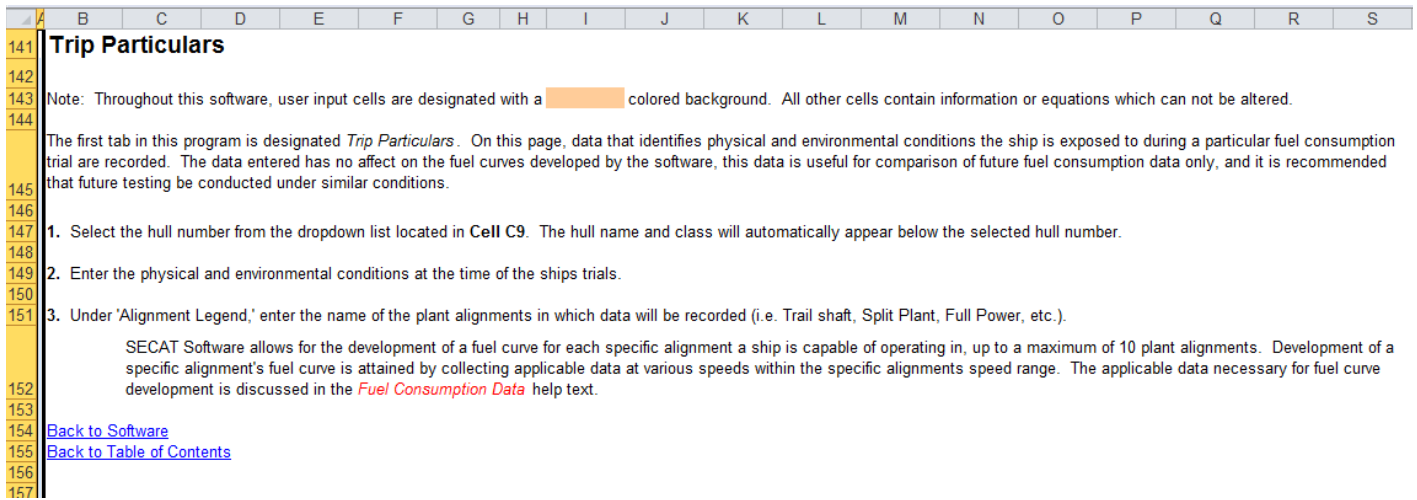 A B C D E F G H I J K L M N O P Q R S
141 Trip Particulars
142
143 Note: Throughout this software, user input cells are designated with a colored background. All other cells contain information or equations which can not be altered.
144
The first tab in this program is designated Trip Particulars. On this page, data that identifies physical and environmental conditions the ship is exposed to during a particular fuel consumption
trial are recorded. The data entered has no affect on the fuel curves developed by the software, this data is useful for comparison of future fuel consumption data only, and it is recommended
145 that future testing be conducted under similar conditions.
146
147 1. Select the hull number from the dropdown list located in Cell C9. The hull name and class will automatically appear below the selected hull number.
148
149 2. Enter the physical and environmental conditions at the time of the ships trials.
150
151 3. Under 'Alignment Legend,' enter the name of the plant alignments in which data will be recorded (i.e. Trail shaft, Split Plant, Full Power, etc.).
SECAT Software allows for the development of a fuel curve for each specific alignment a ship is capable of operating in, up to a maximum of 10 plant alignments. Development of a
specific alignment's fuel curve is attained by collecting applicable data at various speeds within the specific alignments speed range. The applicable data necessary for fuel curve
152 development is discussed in the Fuel Consumption Data help text.
153
154 Back to Software
155 Back to Table of Contents
156
157